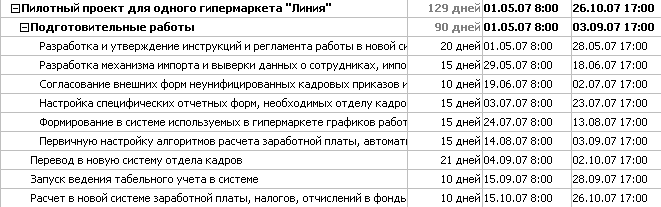 Пилотный проект для одного гипермаркета "Линия" 129 дней 01.05.07 8:00 26.10.07 17:00
Подготовительные работы 90 дней 01.05.07 8:00 03.09.07 17:00
Разработка и утверждение инструкций и регламента работы в новой си 20 дней 01.05.07 8:00 28.05.07 17:00
Разработка механизма импорта и выверки данных о сотрудниках, импо 15 дней 29.05.07 8:00 18.06.07 17:00
Согласование внешних форм неунифицированных кадровых приказов и 10 дней 19.06.07 8:00 02.07.07 17:00
Настройка специфических отчетных форм, необходимых отделу кадро 15 дней 03.07.07 8:00 23.07.07 17:00
Формирование в системе используемых в гипермаркете графиков работ 15 дней 24.07.07 8:00 13.08.07 17:00
Первичную настройку алгоритмов расчета заработной платы, автомат 15 дней 14.08.07 8:00 03.09.07 17:00
Перевод в новую систему отдела кадров 21 дней 04.09.07 8:00 02.10.07 17:00
Запуск ведения табельного учета в системе 10 дней 15.09.07 8:00 28.09.07 17:00
Расчет в новой системе заработной платы, налогов, отчислений в фонды 10 дней 15.10.07 8:00 26.10.07 17:00